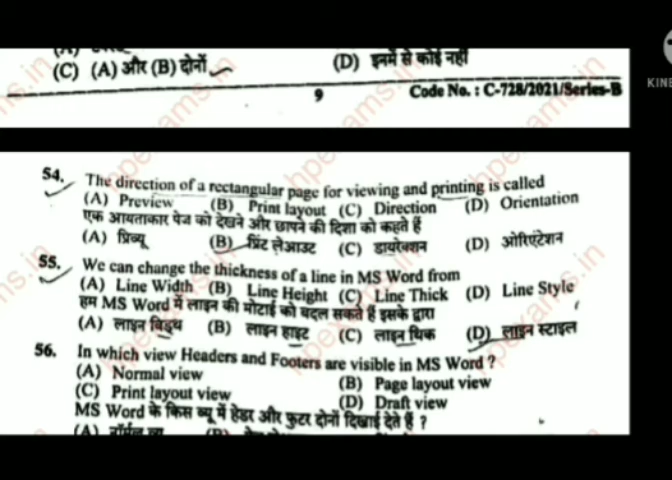 (C) (A) और (B) दोनों
(D) इनमें से कोई नहीं
9
Code No. : C-728/2021/Series-B
54. The direction of a rectangular page for viewing and printing is called
(A) Preview (B) Print layout (C) Direction (D) Orientation
एक आयताकार पेज को देखने और छापने की दिशा को कहते हैं
(A) प्रिव्यू (B) प्रिंट लेआउट (C) डायरेक्शन (D) ओरिएंटेशन
55. We can change the thickness of a line in MS Word from
(A) Line Width (B) Line Height (C) Line Thick (D) Line Style
हम MS Word में लाइन की मोटाई को बदल सकते हैं इसके द्वारा
(A) लाइन विड्थ (B) लाइन हाइट (C) लाइन थिक (D) लाइन स्टाइल
56. In which view Headers and Footers are visible in MS Word ?
(A) Normal view (B) Page layout view
(C) Print layout view (D) Draft view
MS Word के किस व्यू में हेडर और फुटर दोनों दिखाई देते हैं ?
(A) नॉर्मल व्यू
KINE
hpexams.in